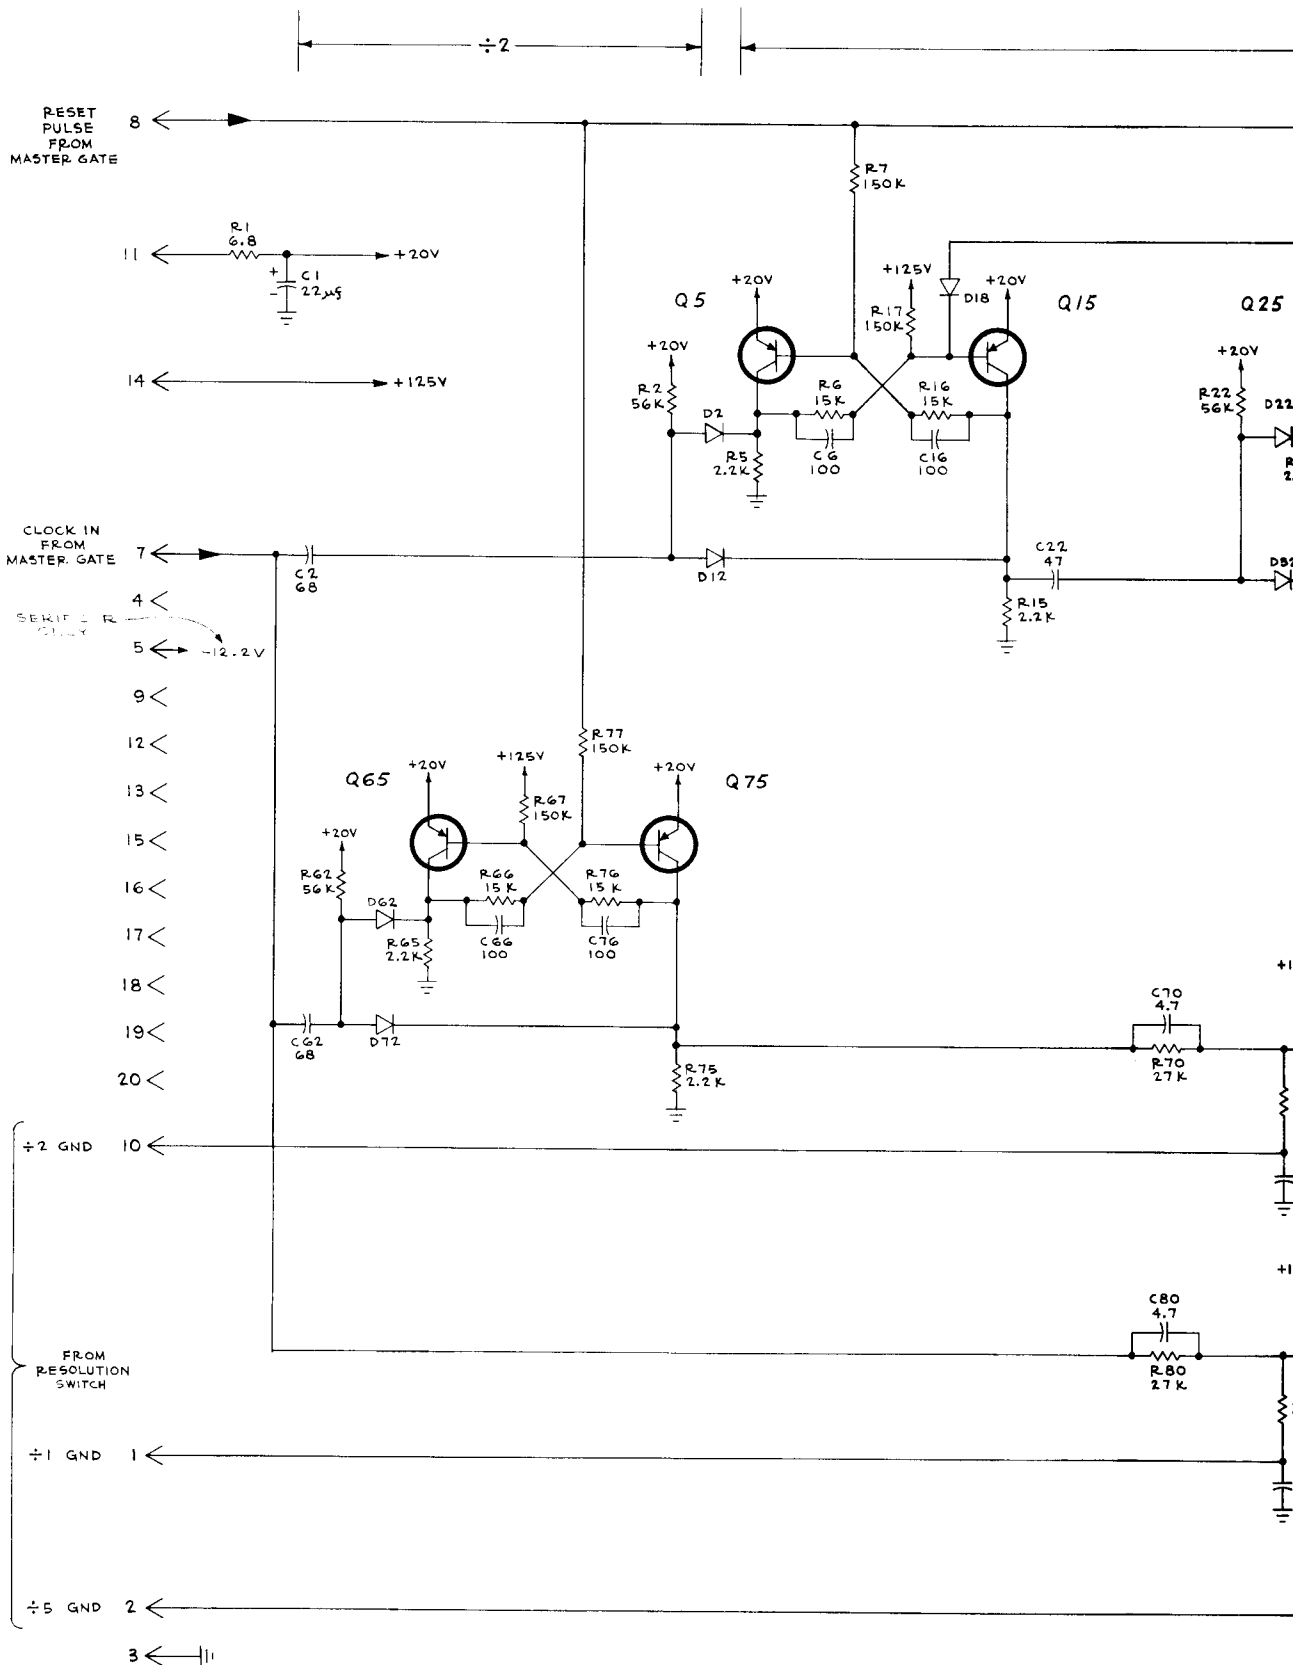 ÷2
RESET
PULSE
FROM
MASTER GATE
8
R7
150K
11
R1
6.8
+20V
+
-
C1
22µf
14
+125V
Q5
+20V
+125V
R17
150K
D18
+20V
Q15
Q25
+20V
R2
56K
D2
R5
2.2K
R6
15K
C6
100
R16
15K
C16
100
+20V
R22
56K
D22
CLOCK IN
FROM
MASTER GATE
7
C2
68
D12
C22
47
R15
2.2K
4
ONLY
5
-12.2V
9
12
13
15
16
17
18
19
20
R77
150K
Q65
+20V
+125V
R67
150K
+20V
Q75
+20V
R62
56K
D62
R65
2.2K
R66
15K
C66
100
R76
15K
C76
100
C62
68
D72
R75
2.2K
C70
4.7
R70
27K
÷2 GND 10
C80
4.7
R80
27K
FROM
RESOLUTION
SWITCH
÷1 GND 1
÷5 GND 2
3